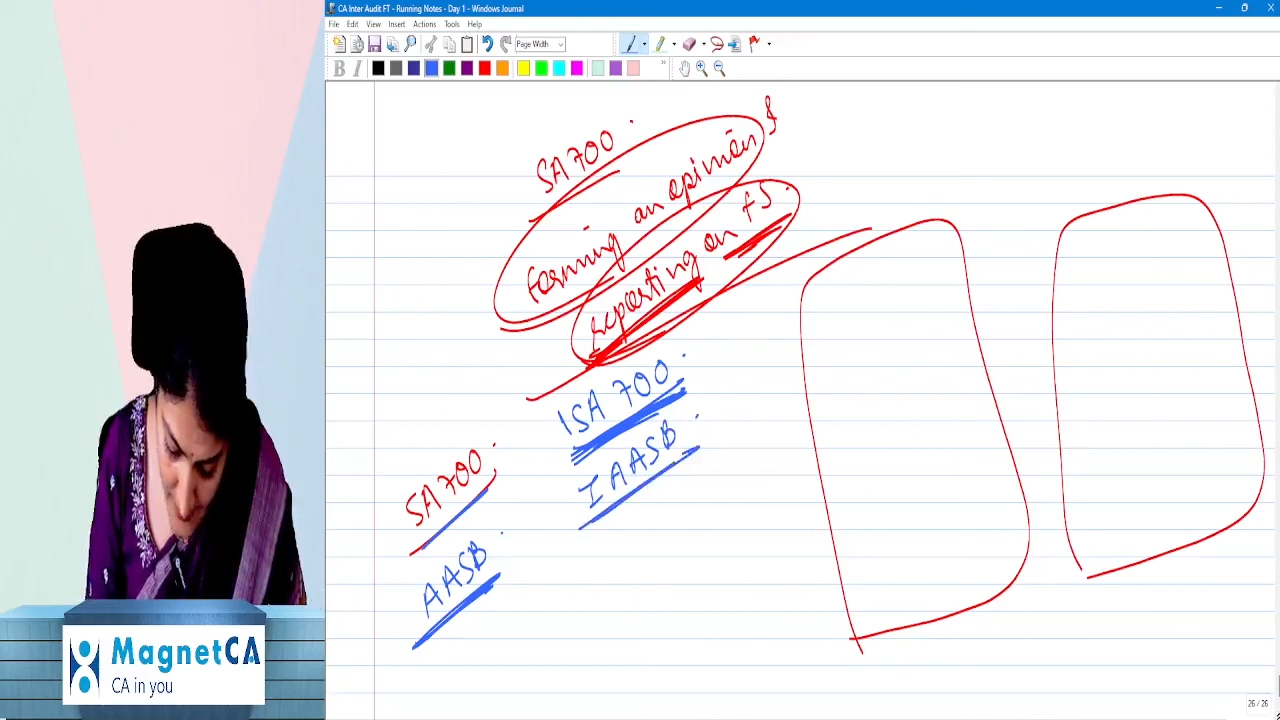 CA Inter Audit FT - Running Notes - Day 1 - Windows Journal
File Edit View Insert Actions Tools Help
Page Width
B I
SA 700
forming an opinion &
reporting on FS.
ISA 700
IAASB
SA 700
AASB
MagnetCA
CA in you
26 / 26